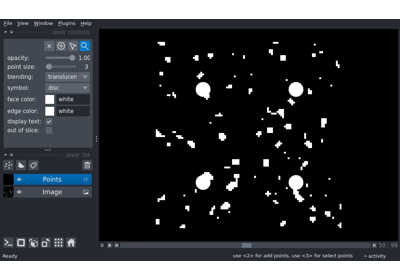 File View Window Plugins Help
layer controls
opacity: 1.00
point size: 3
blending: translucen
symbol: disc
face color: white
edge color: white
display text:
out of slice:
layer list
Points
Image
50 99
Ready use <2> for add points, use <3> for select points activity